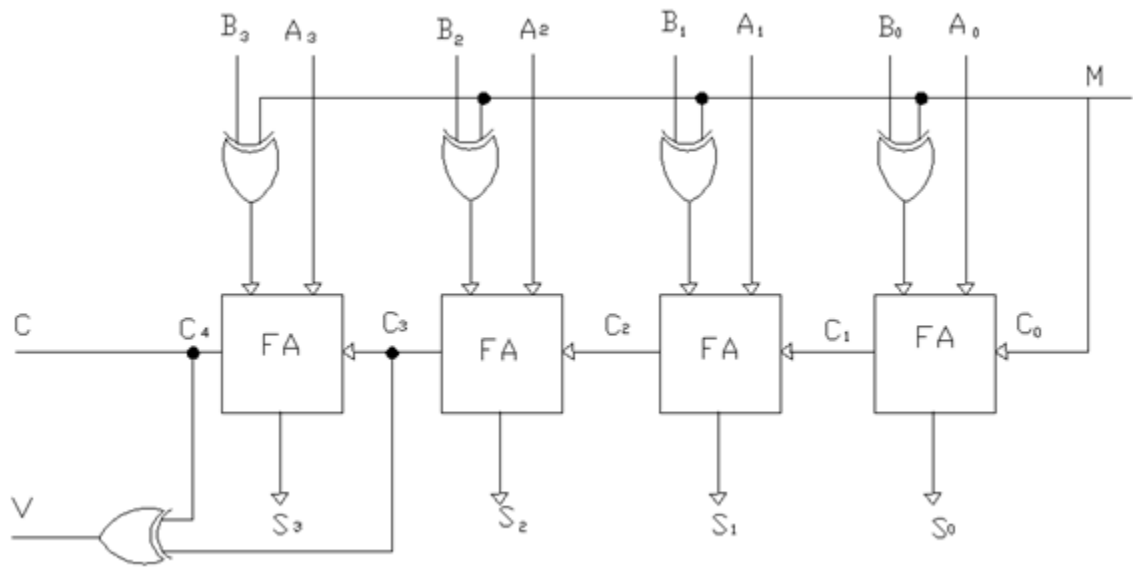 B₃ A₃ B₂ A₂ B₁ A₁ B₀ A₀
M
C C₄ FA C₃ FA C₂ FA C₁ FA C₀
V
S₃ S₂ S₁ S₀